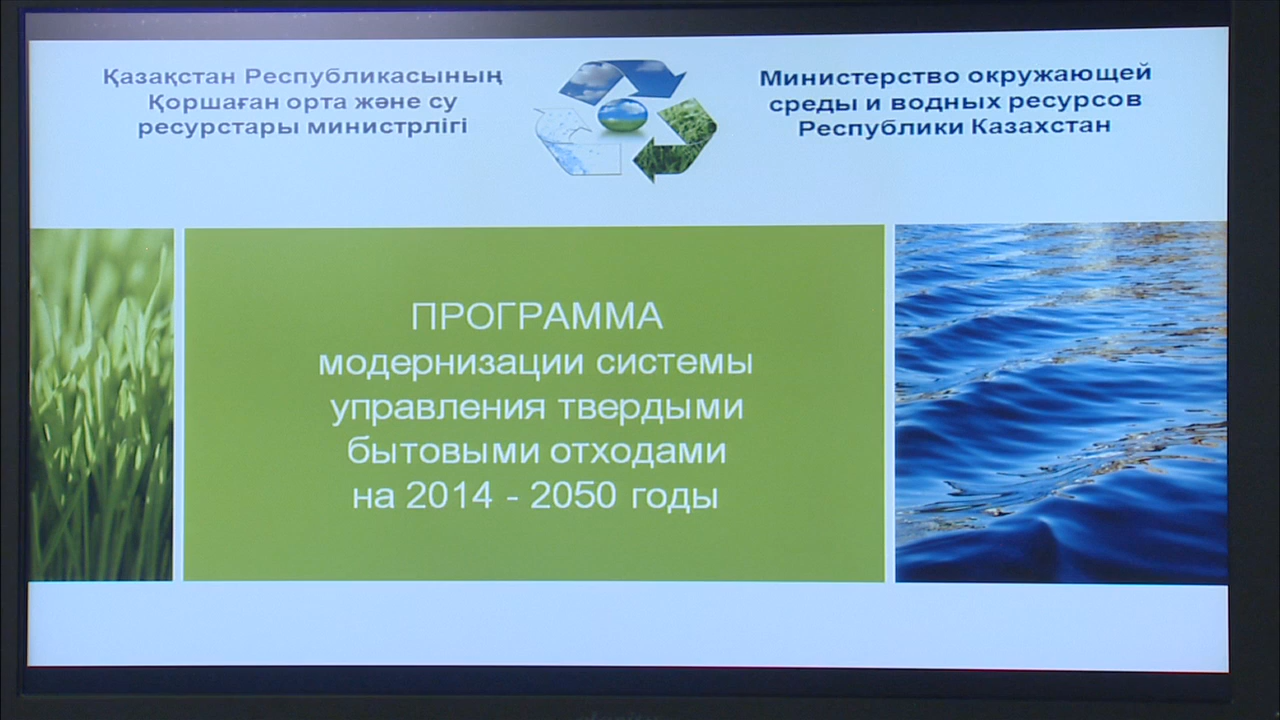 Қазақстан Республикасының
Қоршаған орта және су
ресурстары министрлігі
Министерство окружающей
среды и водных ресурсов
Республики Казахстан
ПРОГРАММА
модернизации системы
управления твердыми
бытовыми отходами
на 2014 - 2050 годы